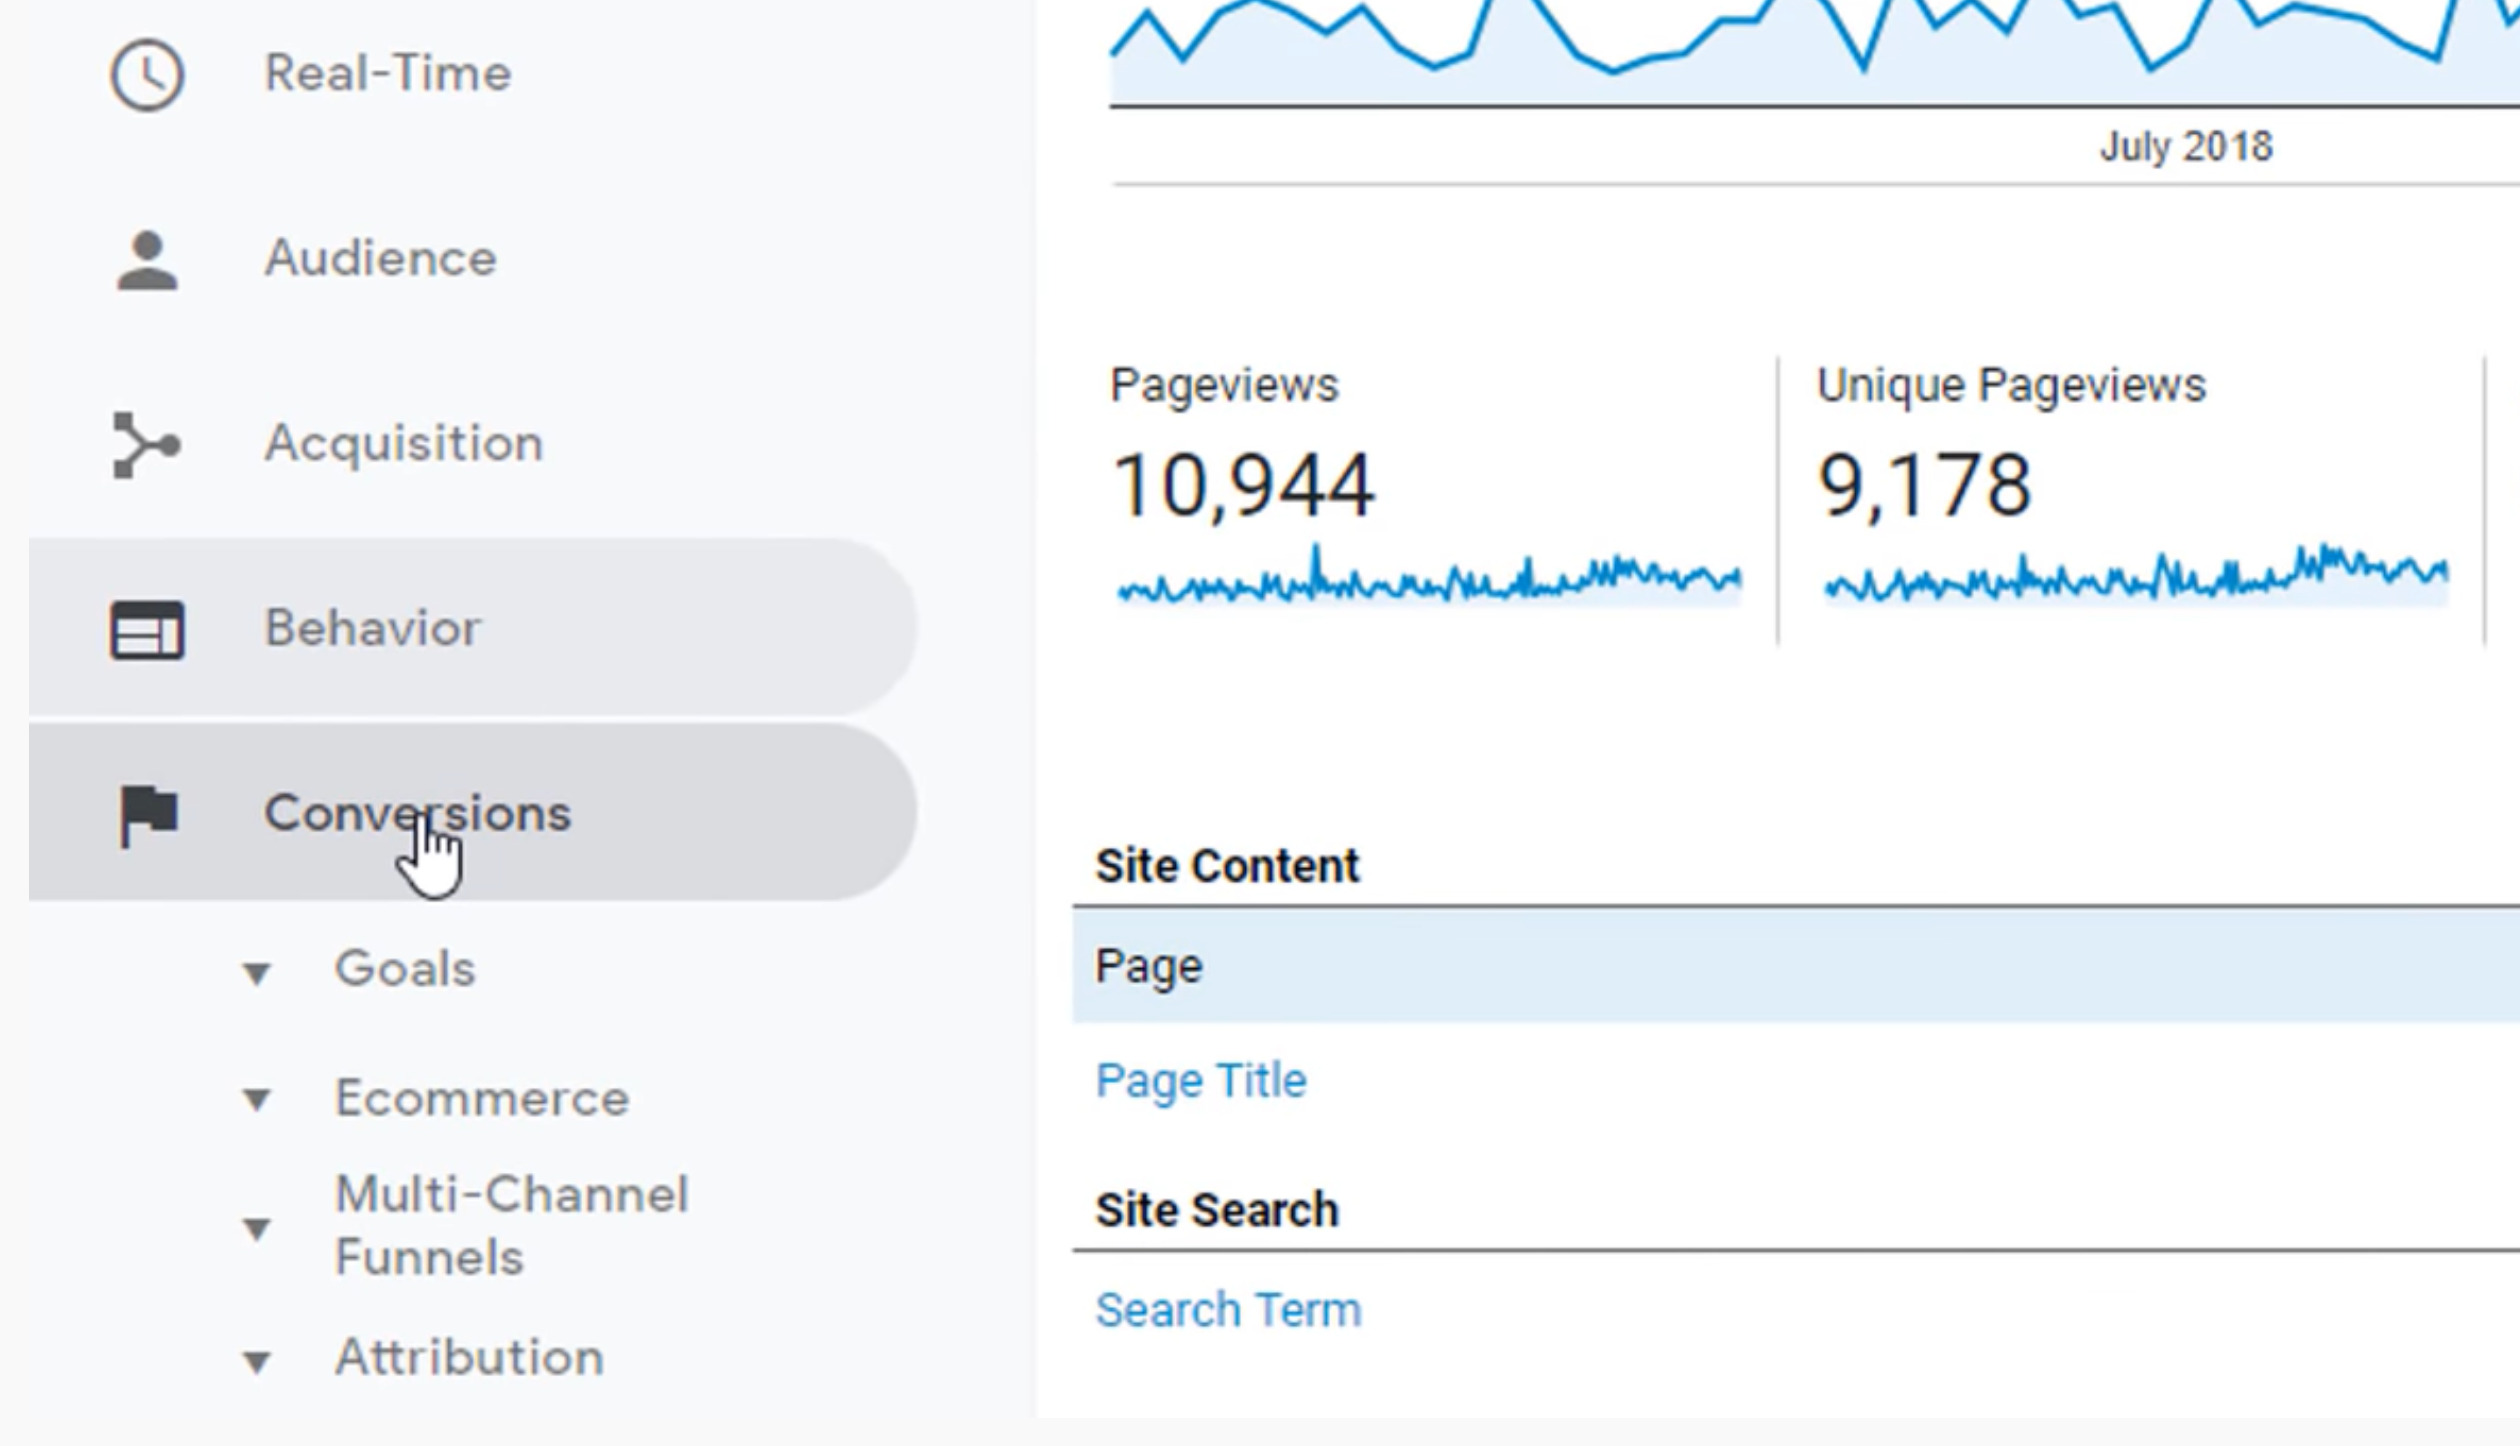 Real-Time
Audience
Acquisition
Behavior
Conversions
Goals
Ecommerce
Multi-Channel
Funnels
Attribution
July 2018
Pageviews
10,944
Unique Pageviews
9,178
Site Content
Page
Page Title
Site Search
Search Term